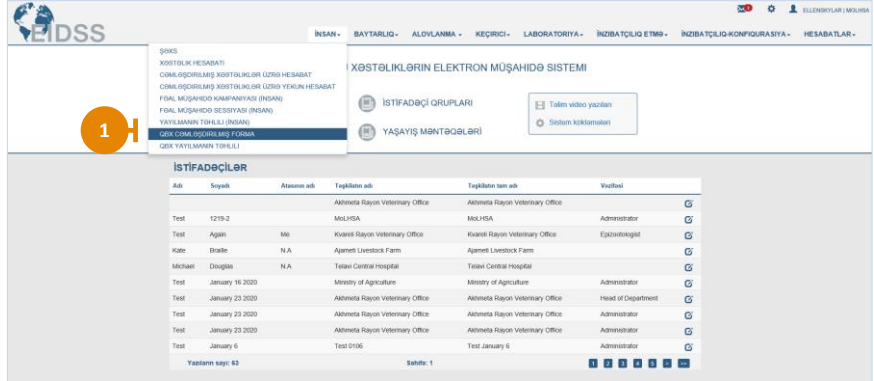 EIDSS
2
ELLENSKYLAR | MOLHSA
İNSAN BAYTARLIQ ALOVLANMA KEÇIRICI LABORATORIYA İNZIBATÇILIQ ETMƏ İNZIBATÇILIQ-KONFIQURASIYA HESABATLAR
ŞƏXS
XƏSTƏLIK HESABATI
CƏMLƏŞDIRILMIŞ XƏSTƏLIKLƏR ÜZRƏ HESABAT
CƏMLƏŞDIRILMIŞ XƏSTƏLIKLƏR ÜZRƏ YEKUN HESABAT
FƏAL MÜŞAHIDƏ KAMPANIYASI (İNSAN)
FƏAL MÜŞAHIDƏ SESSIYASI (İNSAN)
YAYILMANIN TƏHLILI (İNSAN)
QBX CƏMLƏŞDIRILMIŞ FORMA
QBX YAYILMANIN TƏHLILI
1
XƏSTƏLIKLƏRIN ELEKTRON MÜŞAHIDƏ SISTEMI
İSTIFADƏÇI QRUPLARI
YAŞAYIŞ MƏNTƏQƏLƏRI
Təlim video yazıları
Sistem kökləmələri
İSTİFADƏÇİLƏR
Adı Soyadı Atasının adı Təşkilatın adı Təşkilatın tam adı Vəzifəsi
Akhmeta Rayon Veterinary Office Akhmeta Rayon Veterinary Office
Test 1219-2 MoLHSA MoLHSA Administrator
Test Again Me Kvareli Rayon Veterinary Office Kvareli Rayon Veterinary Office Epizootologist
Kate Braille N.A Ajameti Livestock Farm Ajameti Livestock Farm
Michael Douglas N.A Telavi Central Hospital Telavi Central Hospital
Test January 16 2020 Ministry of Agriculture Ministry of Agriculture Administrator
Test January 23 2020 Akhmeta Rayon Veterinary Office Akhmeta Rayon Veterinary Office Head of Department
Test January 23 2020 Akhmeta Rayon Veterinary Office Akhmeta Rayon Veterinary Office Administrator
Test January 23 2020 Akhmeta Rayon Veterinary Office Akhmeta Rayon Veterinary Office Administrator
Test January 6 Test 0106 Test January 6 Administrator
Yazıların sayı: 63 Səhifə: 1 1 2 3 4 5 > >>